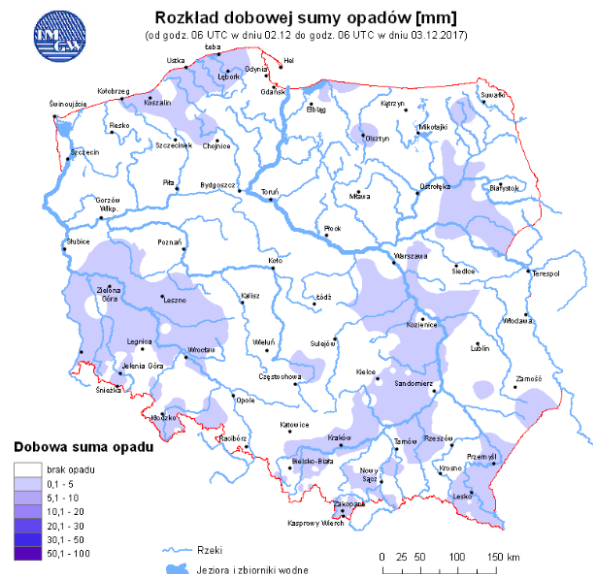 IM
GW
Rozkład dobowej sumy opadów [mm]
(od godz. 06 UTC w dniu 02.12 do godz. 06 UTC w dniu 03.12.2017)
Łeba
Ustka
Hel
Lębork
Gdynia
Kołobrzeg
Gdańsk
Koszalin
Suwałki
Świnoujście
Elbląg
Kętrzyn
Resko
Mikołajki
Olsztyn
Szczecinek
Chojnice
Szczecin
Piła
Bydgoszcz
Ostrołęka
Białystok
Toruń
Mława
Gorzów
Wlkp.
Płock
Słubice
Poznań
Warszawa
Koło
Siedlce
Terespol
Zielona
Góra
Leszno
Kalisz
Łódź
Kozienice
Włodawa
Legnica
Wrocław
Wieluń
Sulejów
Lublin
Jelenia Góra
Kielce
Częstochowa
Sandomierz
Zamość
Śnieżka
Opole
Kłodzko
Katowice
Racibórz
Kraków
Tarnów
Rzeszów
Przemyśl
Bielsko-Biała
Nowy
Sącz
Krosno
Lesko
Zakopane
Kasprowy Wierch
Dobowa suma opadu
brak opadu
0,1 - 5
5,1 - 10
10,1 - 20
20,1 - 30
30,1 - 50
50,1 - 100
Rzeki
Jeziora i zbiorniki wodne
0 25 50 100 150 km